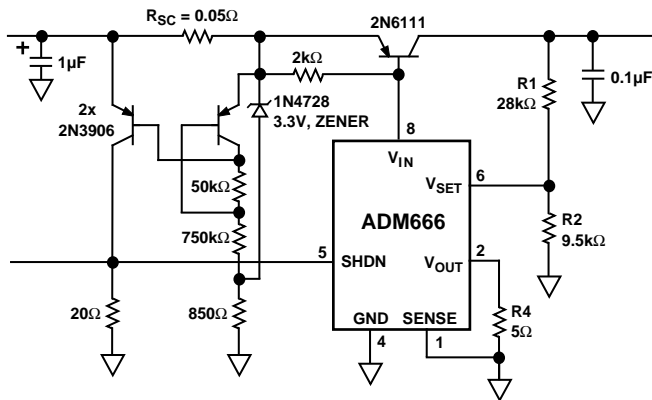 R_SC = 0.05Ω
2N6111
+
1µF
2kΩ
R1
28kΩ
0.1µF
2x
2N3906
1N4728
3.3V, ZENER
8
V_IN
50kΩ
V_SET
6
ADM666
R2
9.5kΩ
750kΩ
5
SHDN
V_OUT
2
20Ω
850Ω
GND
SENSE
R4
5Ω
4
1